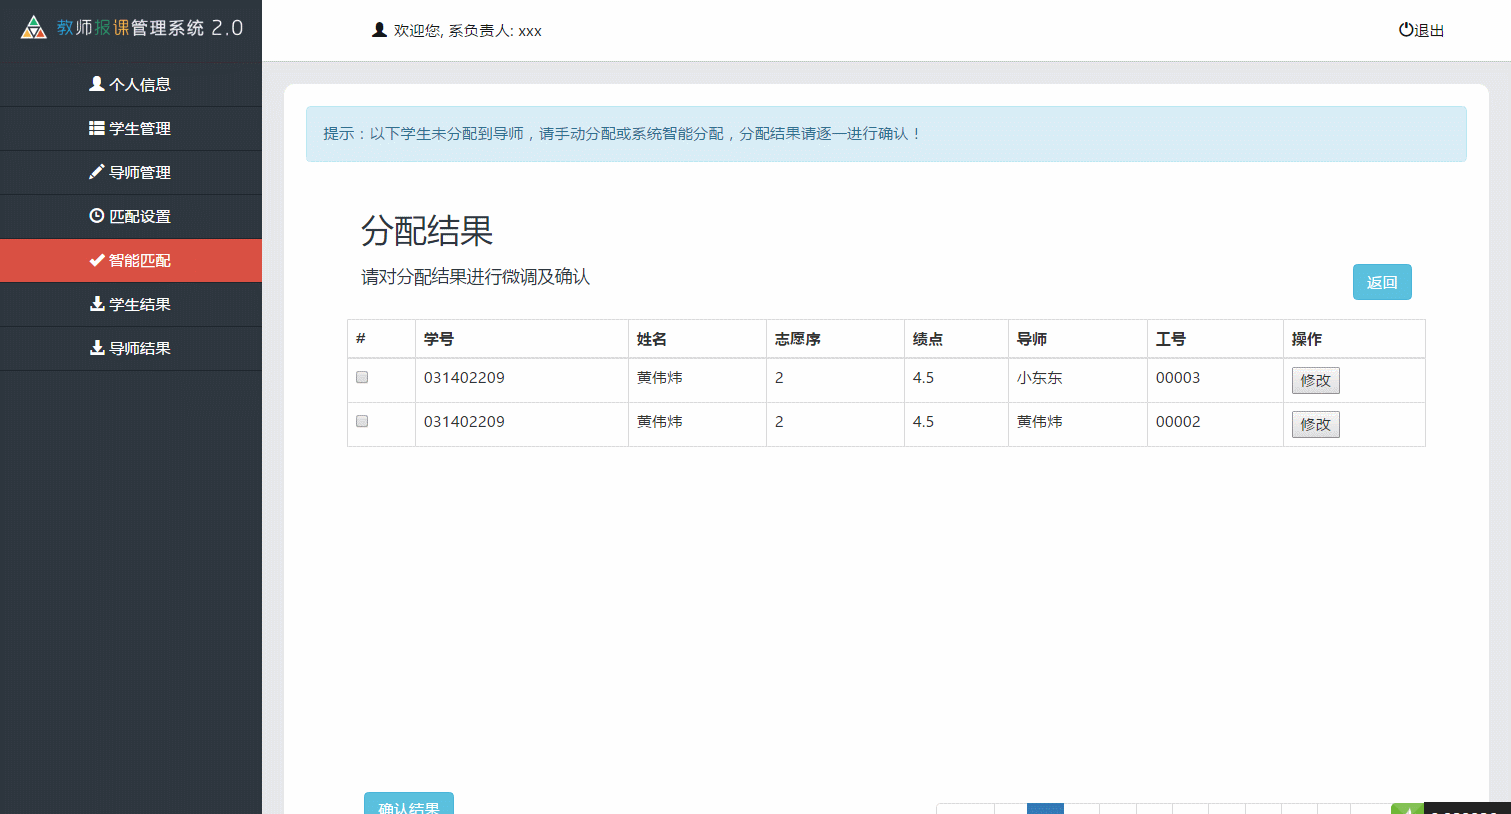 教师报课管理系统 2.0
欢迎您, 系负责人: xxx
退出
个人信息
学生管理
导师管理
匹配设置
智能匹配
学生结果
导师结果
提示：以下学生未分配到导师，请手动分配或系统智能分配，分配结果请逐一进行确认！
分配结果
请对分配结果进行微调及确认
返回
# 学号 姓名 志愿序 绩点 导师 工号 操作
031402209 黄伟炜 2 4.5 小东东 00003 修改
031402209 黄伟炜 2 4.5 黄伟炜 00002 修改
确认结果